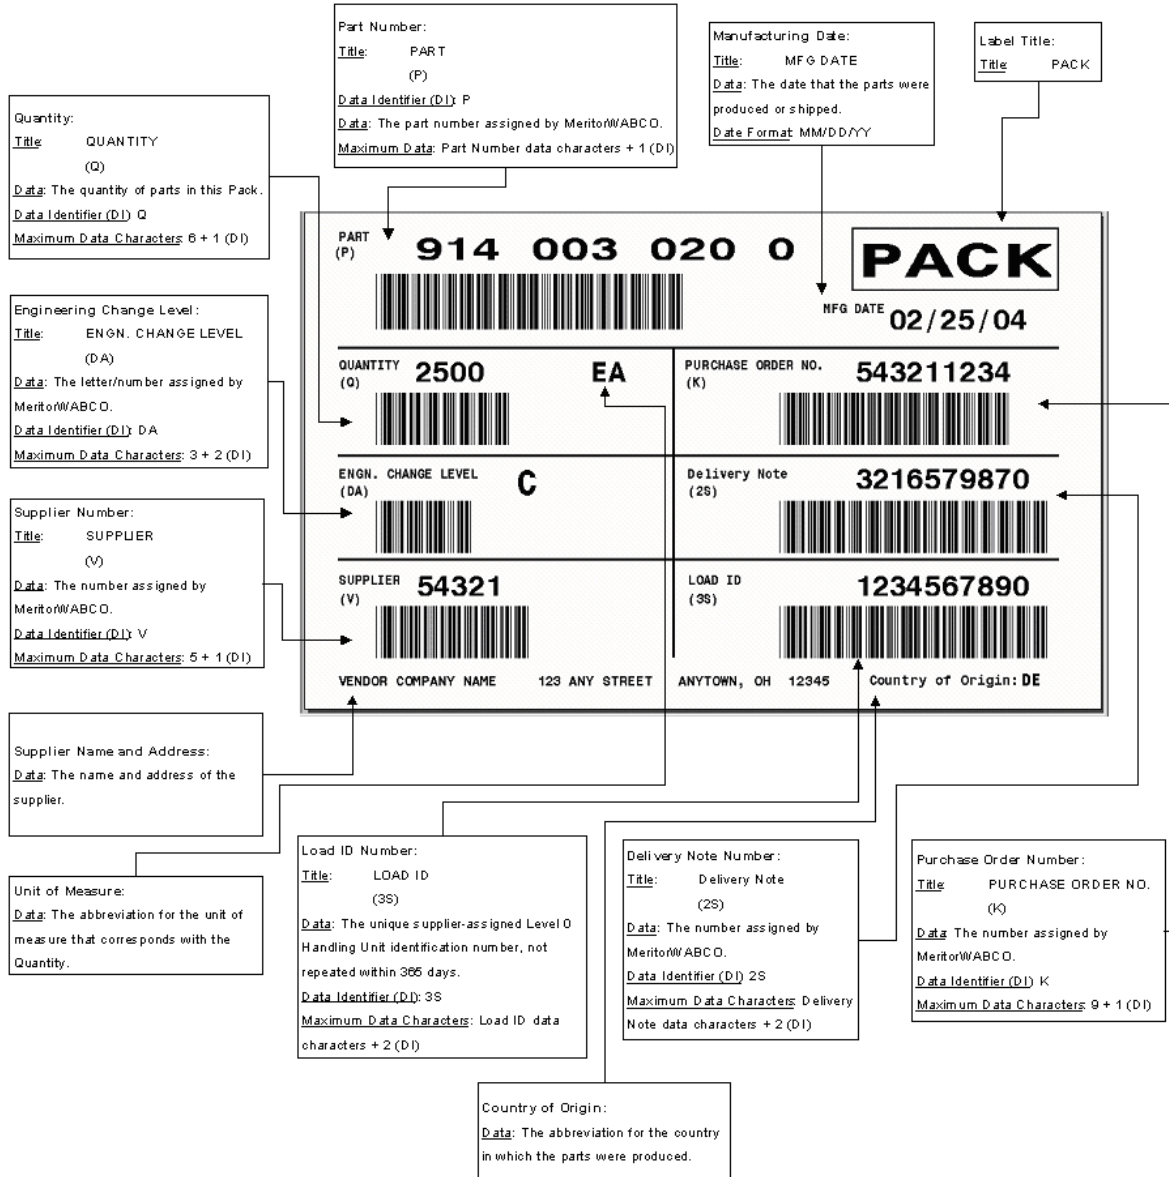 Part Number:
Title: PART
(P)
Data Identifier (DI): P
Data: The part number assigned by MeritorWABCO.
Maximum Data: Part Number data characters + 1 (DI)
Manufacturing Date:
Title: MFG DATE
Data: The date that the parts were
produced or shipped.
Date Format: MM/DD/YY
Label Title:
Title: PACK
Quantity:
Title: QUANTITY
(Q)
Data: The quantity of parts in this Pack.
Data Identifier (DI) Q
Maximum Data Characters: 6 + 1 (DI)
Engineering Change Level:
Title: ENGN. CHANGE LEVEL
(DA)
Data: The letter/number assigned by
MeritorWABCO.
Data Identifier (DI): DA
Maximum Data Characters: 3 + 2 (DI)
Supplier Number:
Title: SUPPLIER
(V)
Data: The number assigned by
MeritorWABCO.
Data Identifier (DI): V
Maximum Data Characters: 5 + 1 (DI)
PART
(P)
914 003 020 0
PACK
MFG DATE 02/25/04
QUANTITY
(Q)
2500 EA
PURCHASE ORDER NO.
(K)
543211234
ENGN. CHANGE LEVEL
(DA)
C
Delivery Note
(2S)
3216579870
SUPPLIER
(V)
54321
LOAD ID
(3S)
1234567890
VENDOR COMPANY NAME 123 ANY STREET ANYTOWN, OH 12345 Country of Origin: DE
Supplier Name and Address:
Data: The name and address of the
supplier.
Unit of Measure:
Data: The abbreviation for the unit of
measure that corresponds with the
Quantity.
Load ID Number:
Title: LOAD ID
(3S)
Data: The unique supplier-assigned Level 0
Handling Unit identification number, not
repeated within 365 days.
Data Identifier (DI): 3S
Maximum Data Characters: Load ID data
characters + 2 (DI)
Delivery Note Number:
Title: Delivery Note
(2S)
Data: The number assigned by
MeritorWABCO.
Data Identifier (DI) 2S
Maximum Data Characters: Delivery
Note data characters + 2 (DI)
Purchase Order Number:
Title: PURCHASE ORDER NO.
(K)
Data: The number assigned by
MeritorWABCO.
Data Identifier (DI) K
Maximum Data Characters: 9 + 1 (DI)
Country of Origin:
Data: The abbreviation for the country
in which the parts were produced.